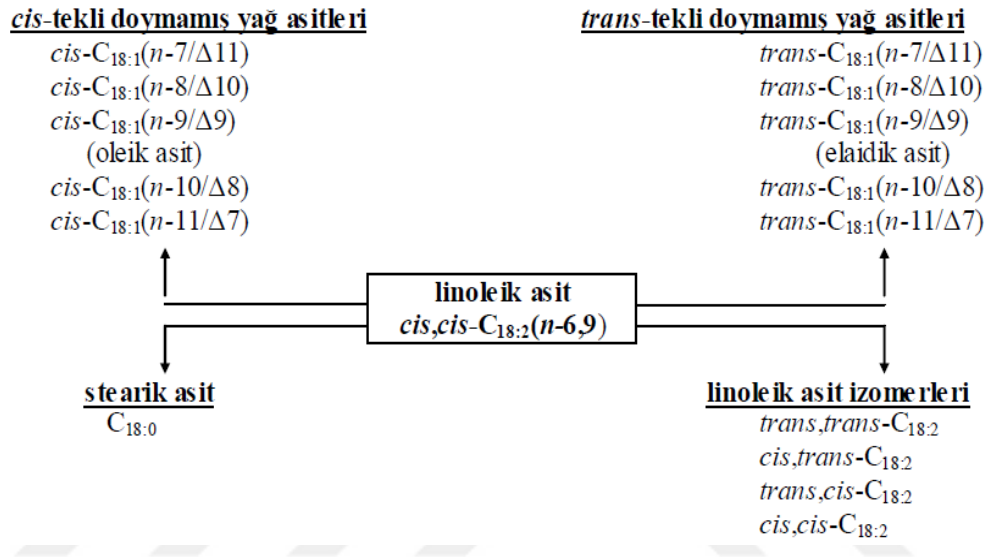 cis-tekli doymamış yağ asitleri
cis-C18:1(n-7/Δ11)
cis-C18:1(n-8/Δ10)
cis-C18:1(n-9/Δ9)
(oleik asit)
cis-C18:1(n-10/Δ8)
cis-C18:1(n-11/Δ7)
trans-tekli doymamış yağ asitleri
trans-C18:1(n-7/Δ11)
trans-C18:1(n-8/Δ10)
trans-C18:1(n-9/Δ9)
(elaidik asit)
trans-C18:1(n-10/Δ8)
trans-C18:1(n-11/Δ7)
linoleik asit
cis,cis-C18:2(n-6,9)
stearik asit
C18:0
linoleik asit izomerleri
trans,trans-C18:2
cis,trans-C18:2
trans,cis-C18:2
cis,cis-C18:2